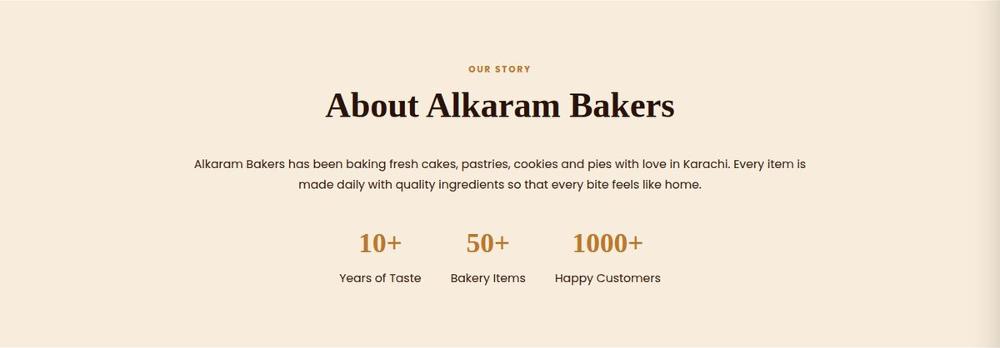 OUR STORY
About Alkaram Bakers
Alkaram Bakers has been baking fresh cakes, pastries, cookies and pies with love in Karachi. Every item is
made daily with quality ingredients so that every bite feels like home.
10+ 50+ 1000+
Years of Taste Bakery Items Happy Customers